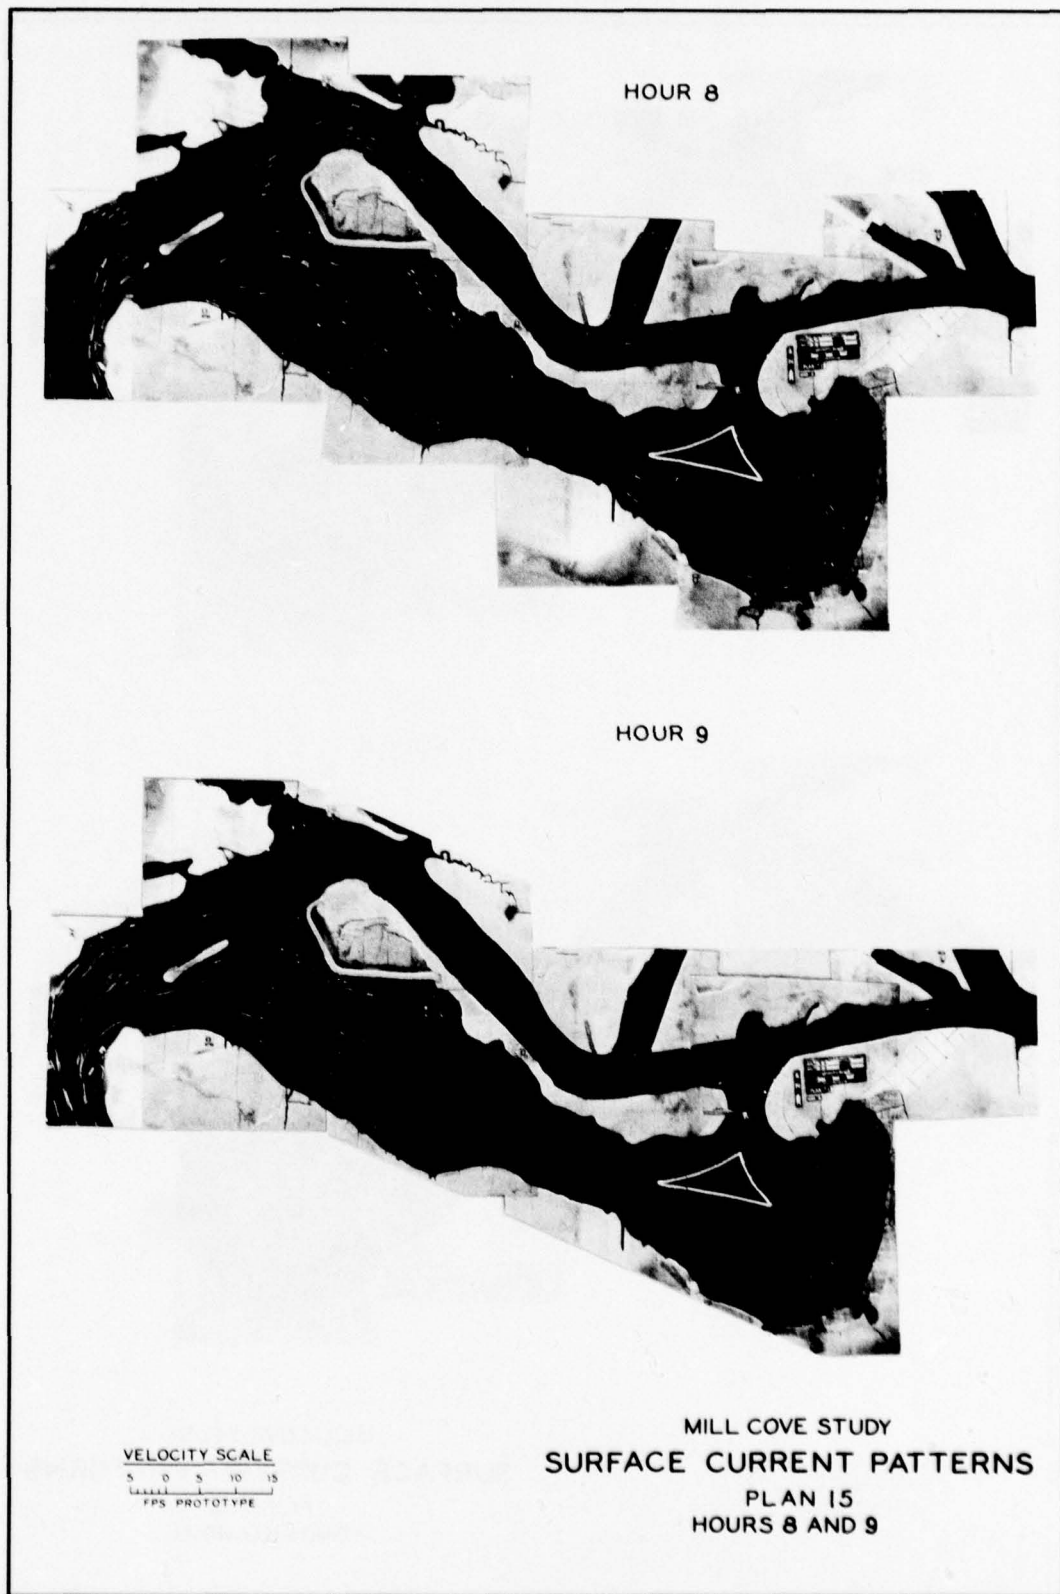 HOUR 8
HOUR 9
VELOCITY SCALE
5 0 5 10 15
FPS PROTOTYPE
MILL COVE STUDY
SURFACE CURRENT PATTERNS
PLAN 15
HOURS 8 AND 9